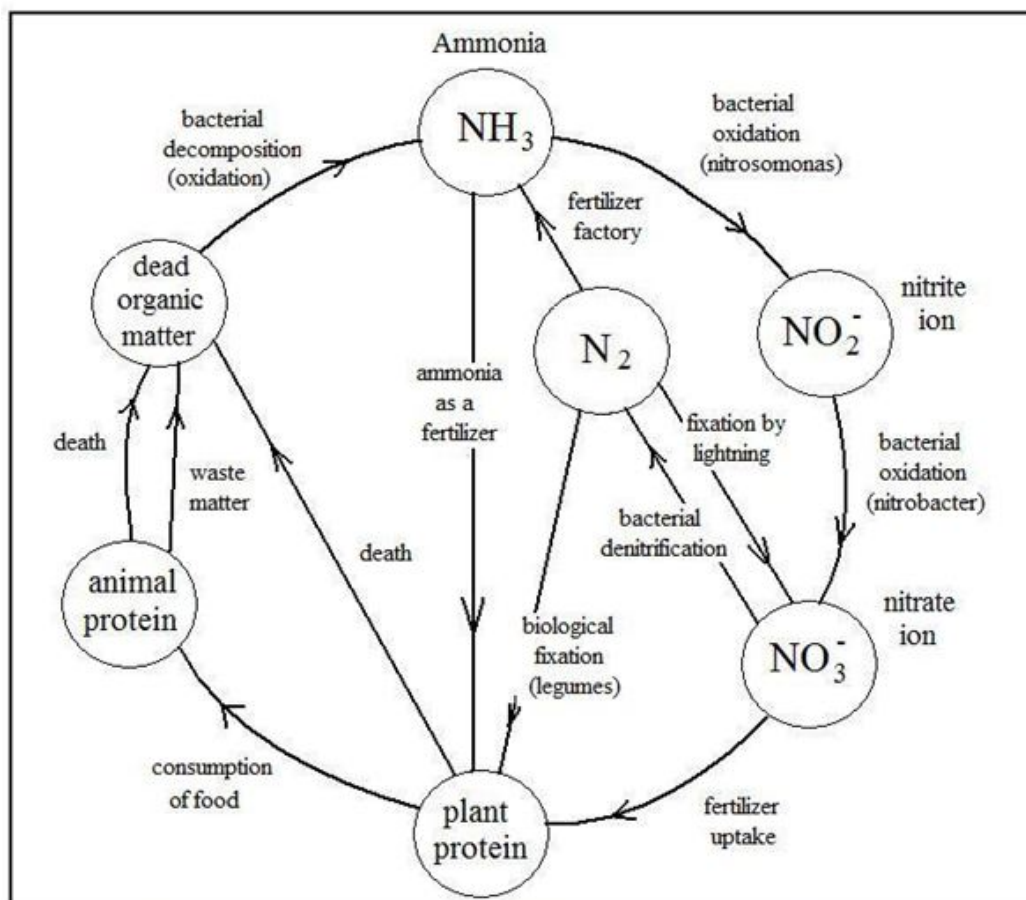 Ammonia
NH₃
bacterial
decomposition
(oxidation)
bacterial
oxidation
(nitrosomonas)
fertilizer
factory
dead
organic
matter
N₂
NO₂⁻
nitrite
ion
ammonia
as a
fertilizer
fixation by
lightning
death
waste
matter
bacterial
oxidation
(nitrobacter)
bacterial
denitrification
death
animal
protein
biological
fixation
(legumes)
NO₃⁻
nitrate
ion
consumption
of food
plant
protein
fertilizer
uptake